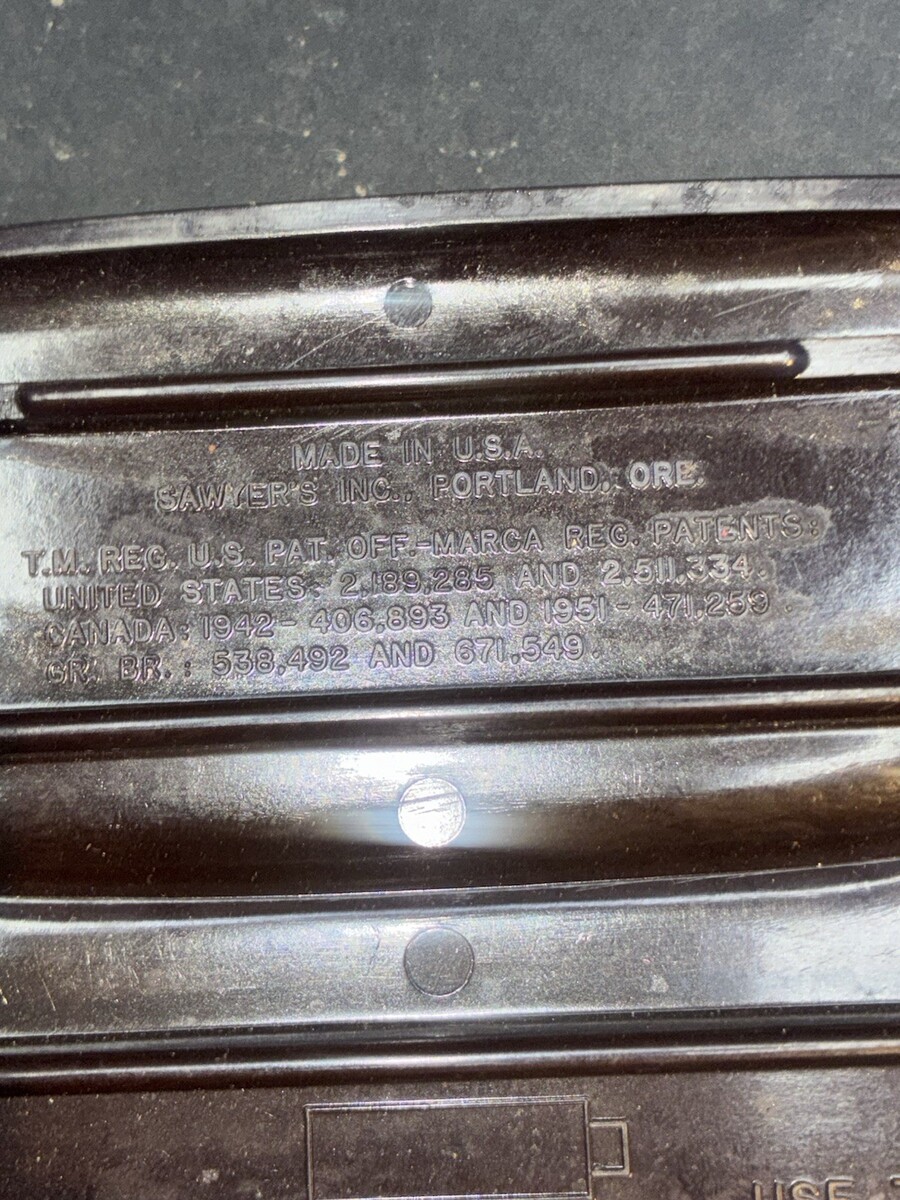 MADE IN U.S.A.
SAWYER'S INC., PORTLAND, ORE.
T.M. REG. U.S. PAT. OFF.-MARCA REG. PATENTS:
UNITED STATES: 2,189,285 AND 2,511,334.
CANADA: 1942- 406,893 AND 1951- 471,259.
GR. BR.: 538,492 AND 671,549.
USE